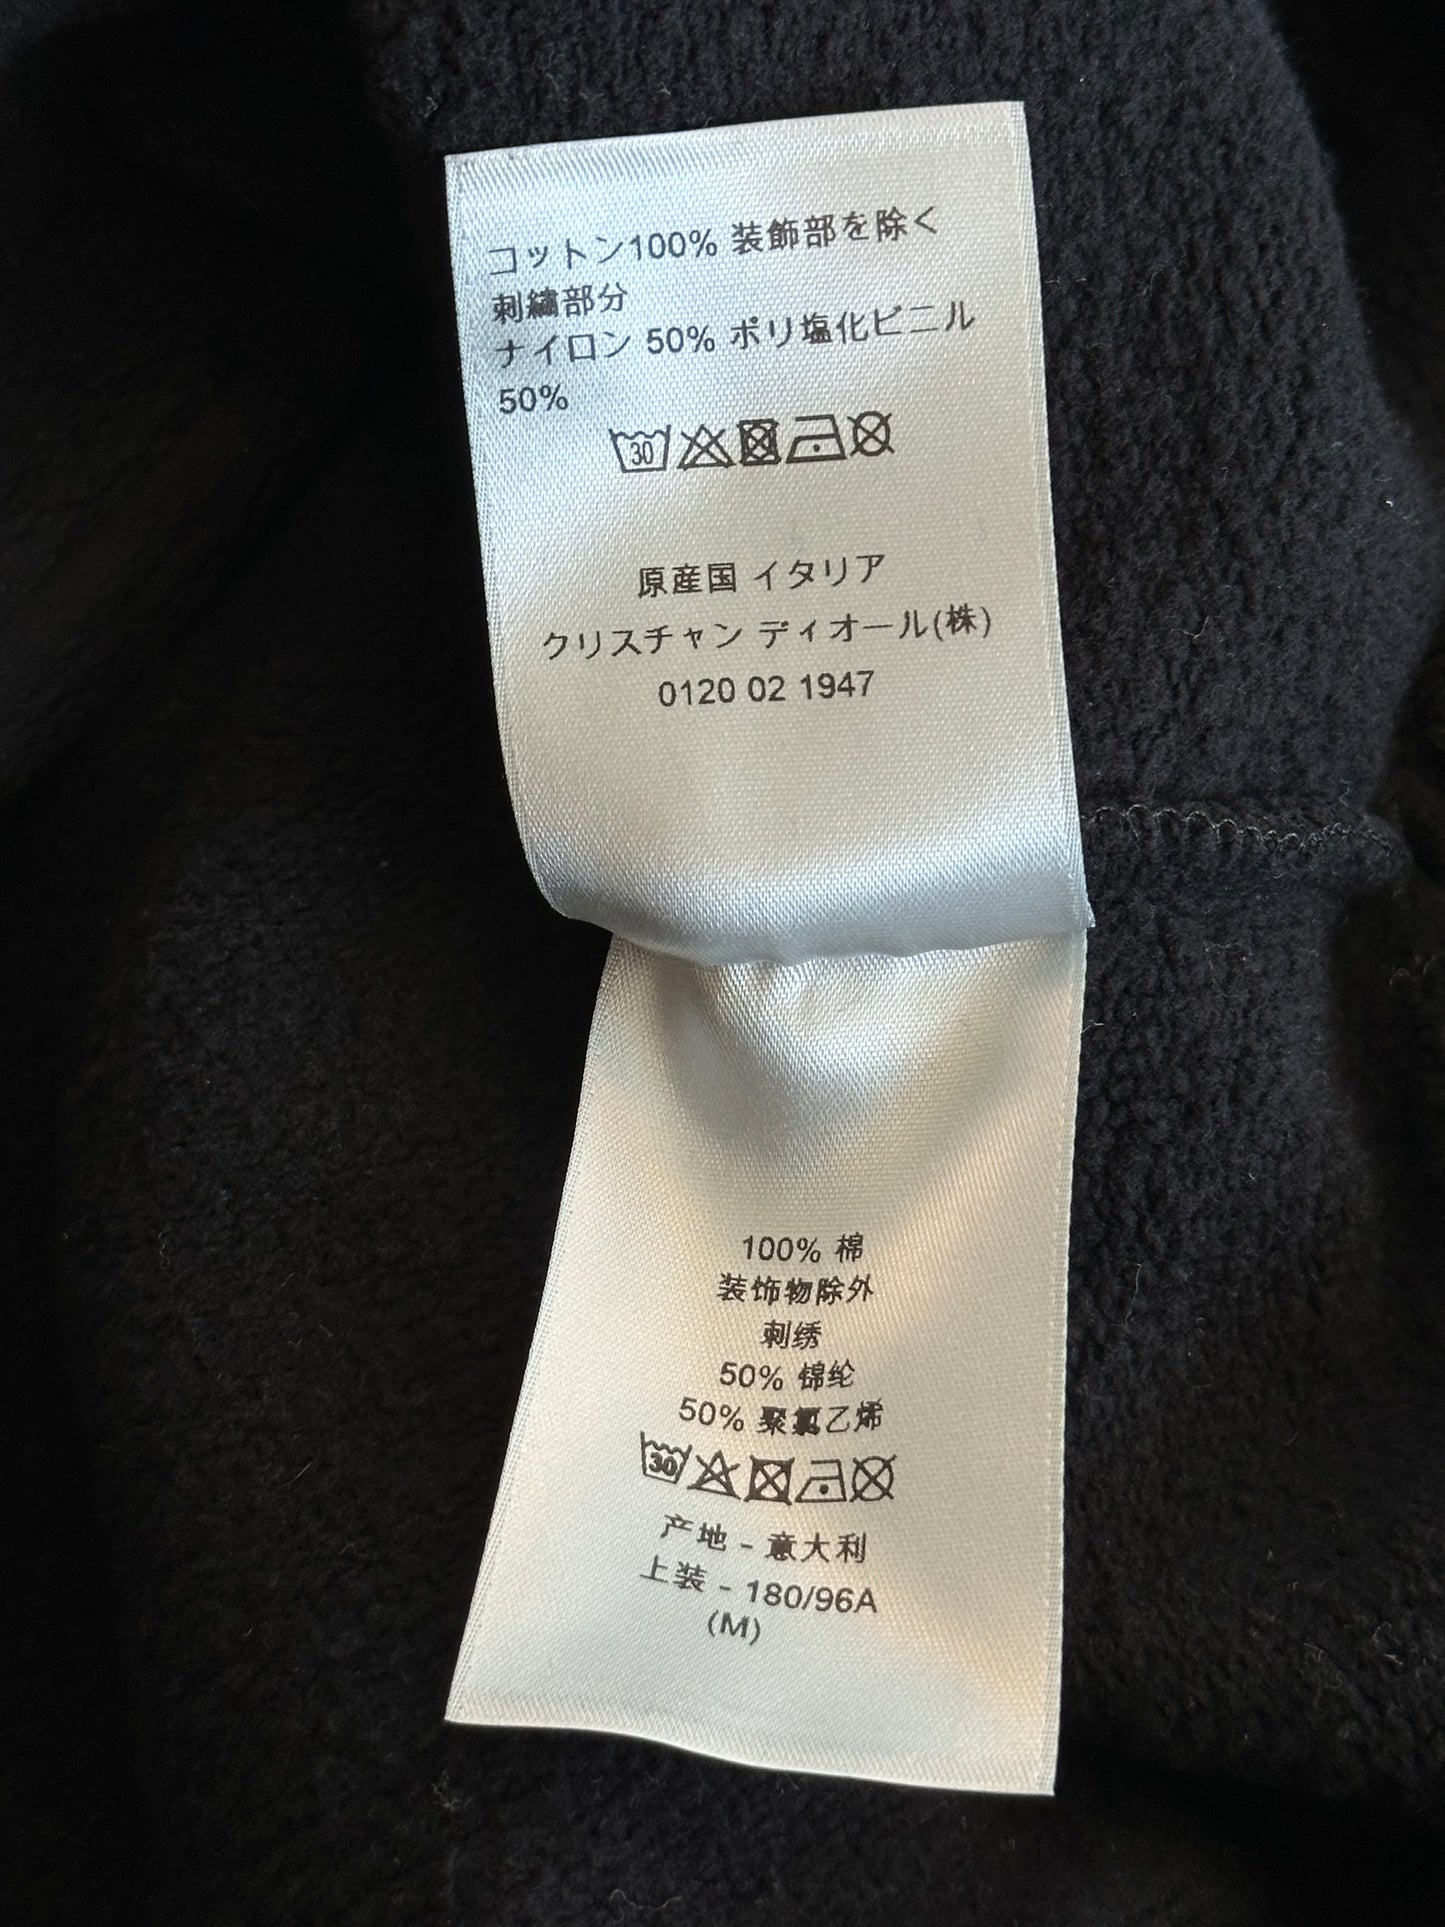 コットン100% 装飾部を除く
刺繍部分
ナイロン 50% ポリ塩化ビニル
50%
30
原産国 イタリア
クリスチャン ディオール(株)
0120 02 1947
100% 棉
装饰物除外
刺绣
50% 锦纶
50% 聚氯乙烯
30
产地 - 意大利
上装 - 180/96A
(M)